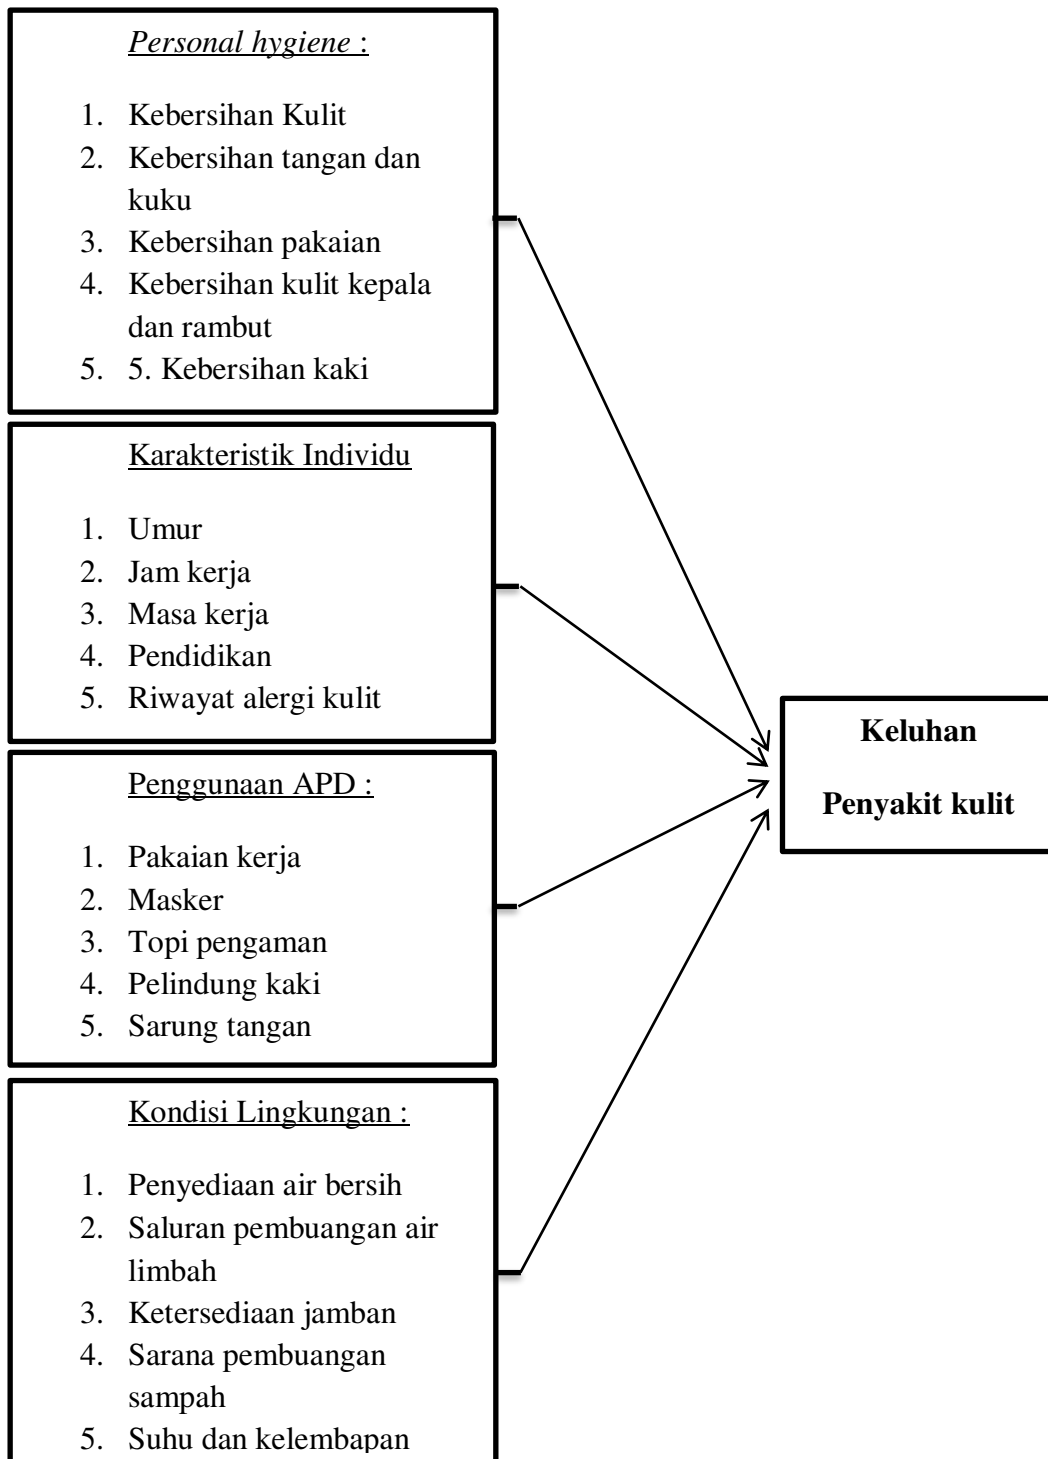 Personal hygiene :
1. Kebersihan Kulit
2. Kebersihan tangan dan
kuku
3. Kebersihan pakaian
4. Kebersihan kulit kepala
dan rambut
5. 5. Kebersihan kaki
Karakteristik Individu
1. Umur
2. Jam kerja
3. Masa kerja
4. Pendidikan
5. Riwayat alergi kulit
Penggunaan APD :
1. Pakaian kerja
2. Masker
3. Topi pengaman
4. Pelindung kaki
5. Sarung tangan
Kondisi Lingkungan :
1. Penyediaan air bersih
2. Saluran pembuangan air
limbah
3. Ketersediaan jamban
4. Sarana pembuangan
sampah
5. Suhu dan kelembapan
Keluhan
Penyakit kulit